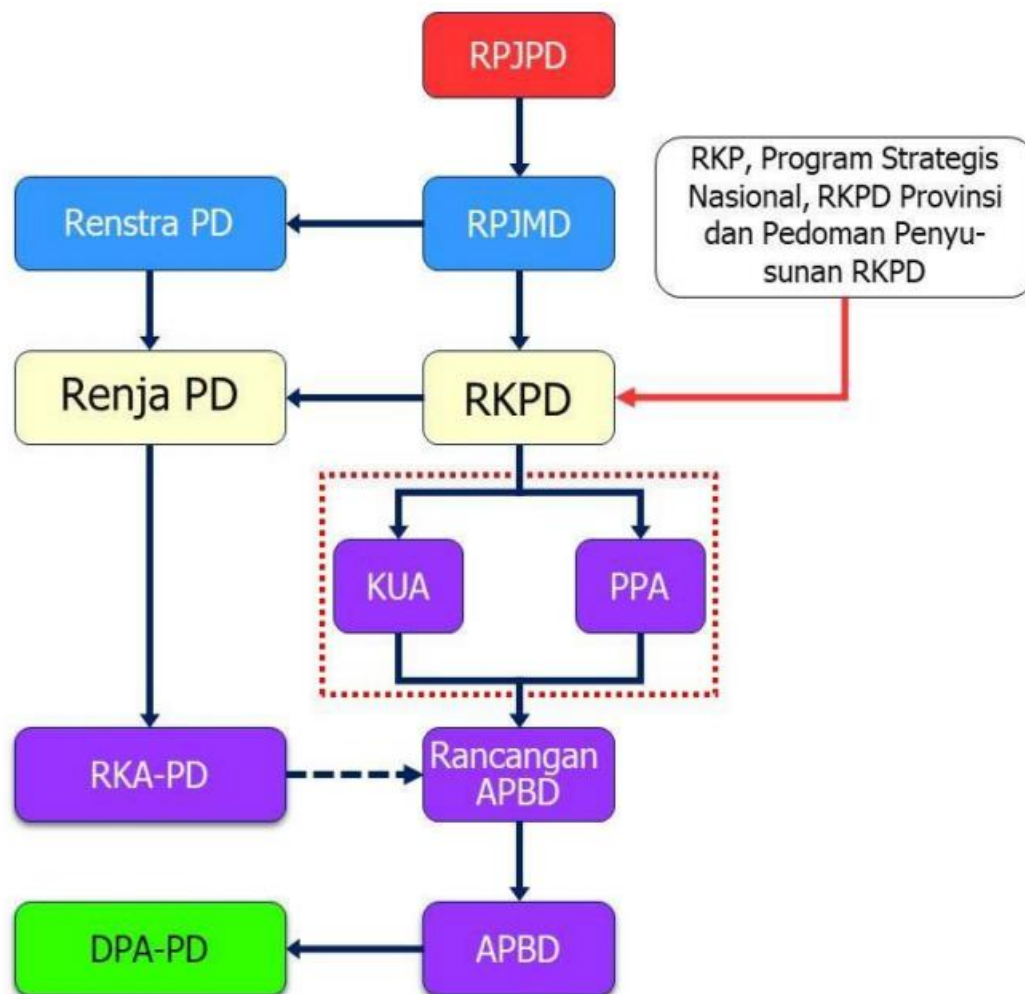 RPJPD
RKP, Program Strategis
Nasional, RKPD Provinsi
dan Pedoman Penyu-
sunan RKPD
Renstra PD
RPJMD
Renja PD
RKPD
KUA
PPA
RKA-PD
Rancangan
APBD
DPA-PD
APBD